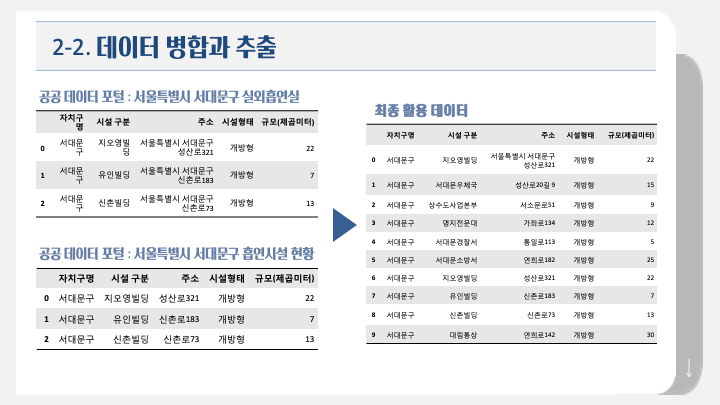 2-2. 데이터 병합과 추출
공공 데이터 포털 : 서울특별시 서대문구 실외흡연실
자치구명 시설 구분 주소 시설형태 규모(제곱미터)
0 서대문구 지오영빌딩 서울특별시 서대문구 성산로321 개방형 22
1 서대문구 유인빌딩 서울특별시 서대문구 신촌로183 개방형 7
2 서대문구 신촌빌딩 서울특별시 서대문구 신촌로73 개방형 13
공공 데이터 포털 : 서울특별시 서대문구 흡연시설 현황
자치구명 시설 구분 주소 시설형태 규모(제곱미터)
0 서대문구 지오영빌딩 성산로321 개방형 22
1 서대문구 유인빌딩 신촌로183 개방형 7
2 서대문구 신촌빌딩 신촌로73 개방형 13
최종 활용 데이터
자치구명 시설 구분 주소 시설형태 규모(제곱미터)
0 서대문구 지오영빌딩 서울특별시 서대문구 성산로321 개방형 22
1 서대문구 서대문우체국 성산로20길 9 개방형 15
2 서대문구 상수도사업본부 서소문로51 개방형 9
3 서대문구 명지전문대 가좌로134 개방형 12
4 서대문구 서대문경찰서 통일로113 개방형 5
5 서대문구 서대문소방서 연희로182 개방형 25
6 서대문구 지오영빌딩 성산로321 개방형 22
7 서대문구 유인빌딩 신촌로183 개방형 7
8 서대문구 신촌빌딩 신촌로73 개방형 13
9 서대문구 대림통상 연희로142 개방형 30